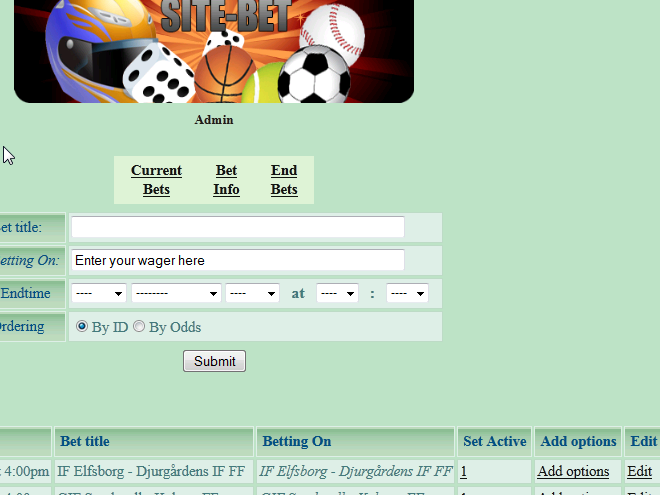 SITE-BET
Admin
Current Bets
Bet Info
End Bets
et title:
etting On: Enter your wager here
Endtime ---- -------- ---- at ---- : ----
Ordering By ID By Odds
Submit
Bet title Betting On Set Active Add options Edit
4:00pm IF Elfsborg - Djurgårdens IF FF IF Elfsborg - Djurgårdens IF FF 1 Add options Edit